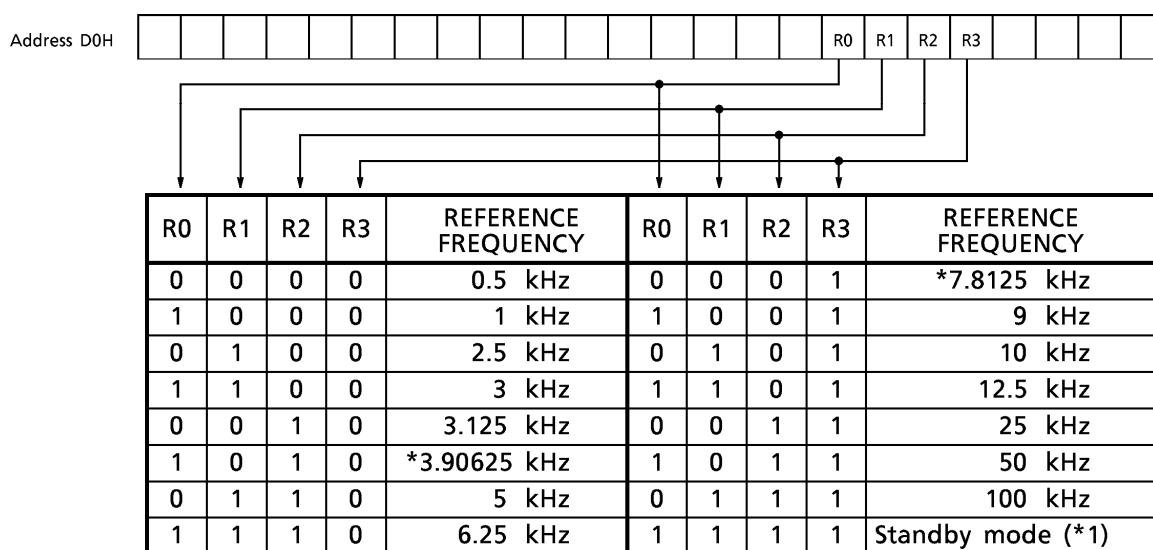 Address D0H R0 R1 R2 R3
R0 R1 R2 R3 REFERENCE FREQUENCY R0 R1 R2 R3 REFERENCE FREQUENCY
0 0 0 0 0.5 kHz 0 0 0 1 *7.8125 kHz
1 0 0 0 1 kHz 1 0 0 1 9 kHz
0 1 0 0 2.5 kHz 0 1 0 1 10 kHz
1 1 0 0 3 kHz 1 1 0 1 12.5 kHz
0 0 1 0 3.125 kHz 0 0 1 1 25 kHz
1 0 1 0 *3.90625 kHz 1 0 1 1 50 kHz
0 1 1 0 5 kHz 0 1 1 1 100 kHz
1 1 1 0 6.25 kHz 1 1 1 1 Standby mode (*1)